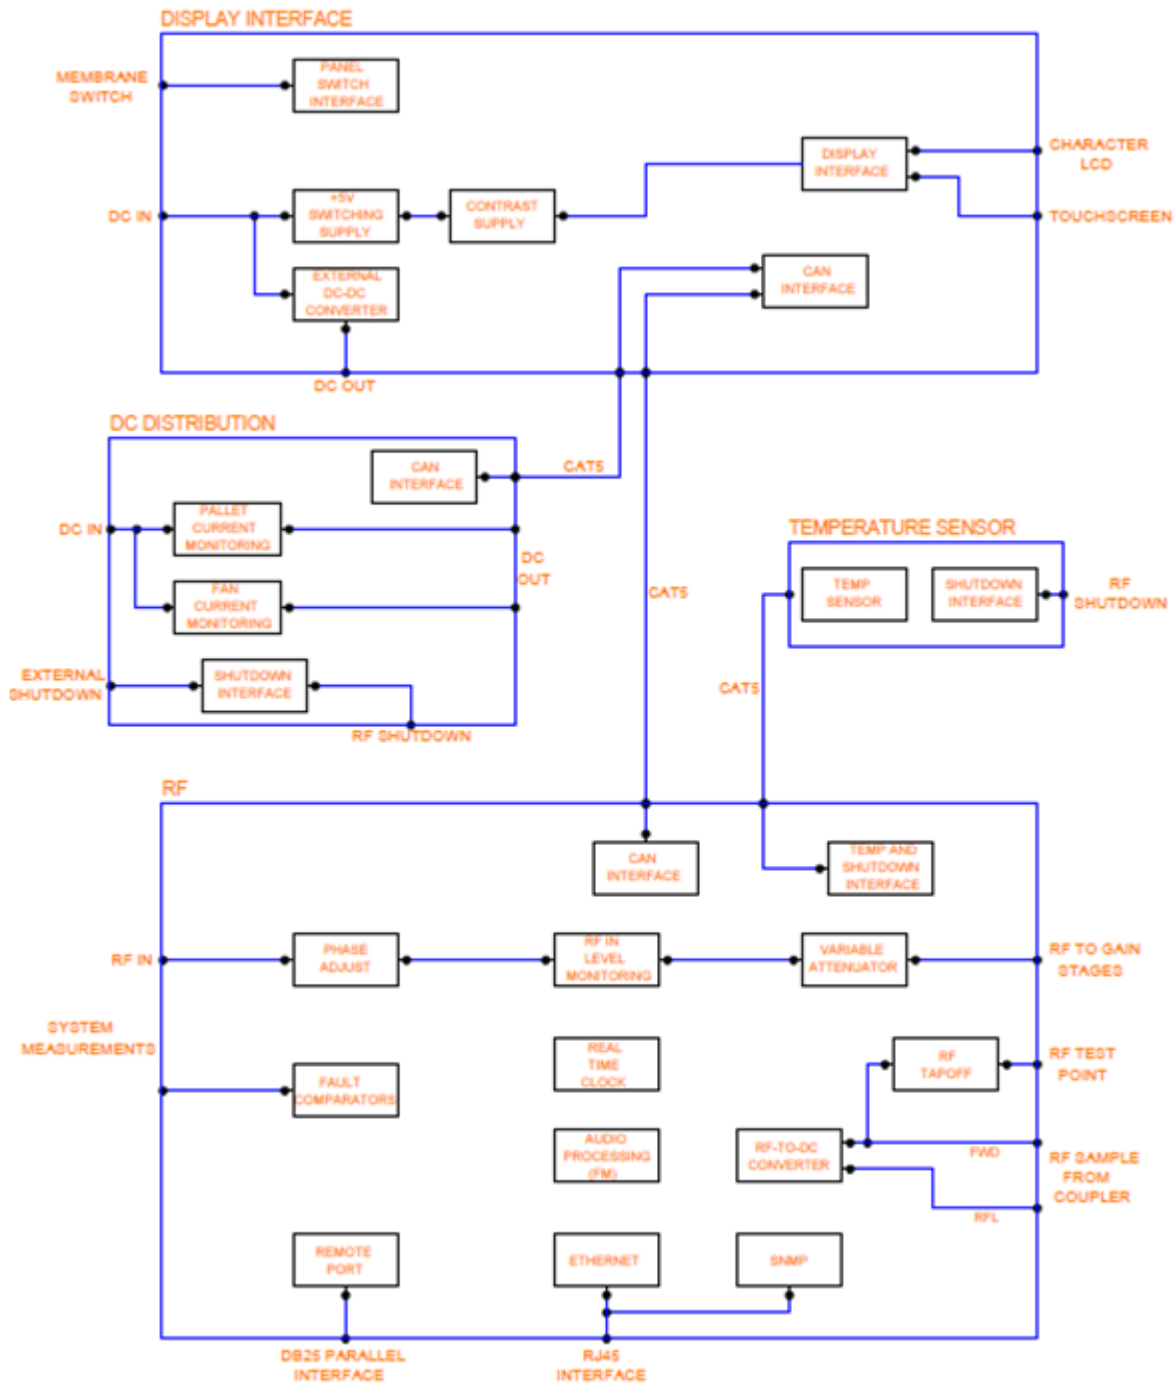 DISPLAY INTERFACE
MEMBRANE
SWITCH
PANEL
SWITCH
INTERFACE
DISPLAY
INTERFACE
CHARACTER
LCD
DC IN
+5V
SWITCHING
SUPPLY
CONTRAST
SUPPLY
TOUCHSCREEN
EXTERNAL
DC-DC
CONVERTER
CAN
INTERFACE
DC OUT
DC DISTRIBUTION
CAN
INTERFACE
CAT5
DC IN
PALLET
CURRENT
MONITORING
DC
OUT
FAN
CURRENT
MONITORING
CAT5
EXTERNAL
SHUTDOWN
SHUTDOWN
INTERFACE
RF SHUTDOWN
TEMPERATURE SENSOR
TEMP
SENSOR
SHUTDOWN
INTERFACE
RF
SHUTDOWN
CAT5
RF
CAN
INTERFACE
TEMP AND
SHUTDOWN
INTERFACE
RF IN
PHASE
ADJUST
RF IN
LEVEL
MONITORING
VARIABLE
ATTENUATOR
RF TO GAIN
STAGES
SYSTEM
MEASUREMENTS
FAULT
COMPARATORS
REAL
TIME
CLOCK
RF
TAPOFF
RF TEST
POINT
AUDIO
PROCESSING
(FM)
RF-TO-DC
CONVERTER
FWD
RFL
RF SAMPLE
FROM
COUPLER
REMOTE
PORT
ETHERNET
SNMP
DB25 PARALLEL
INTERFACE
RJ45
INTERFACE